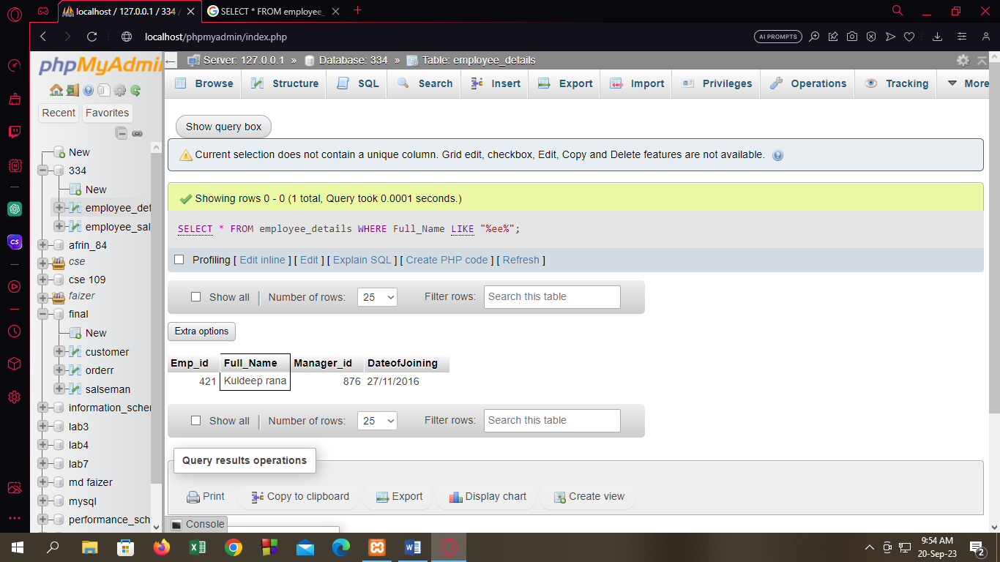 localhost / 127.0.0.1 / 334 /
SELECT * FROM employee_
localhost/phpmyadmin/index.php
AI PROMPTS
phpMyAdmin
Recent
Favorites
New
334
New
employee_det
employee_sal
afrin_84
cse
cse 109
faizer
final
New
customer
orderr
salseman
information_scher
lab3
lab4
lab7
md faizer
mysql
performance_sch
Server: 127.0.0.1 » Database: 334 » Table: employee_details
Browse
Structure
SQL
Search
Insert
Export
Import
Privileges
Operations
Tracking
More
Show query box
Current selection does not contain a unique column. Grid edit, checkbox, Edit, Copy and Delete features are not available.
Showing rows 0 - 0 (1 total, Query took 0.0001 seconds.)
SELECT * FROM employee_details WHERE Full_Name LIKE "%ee%";
Profiling [ Edit inline ] [ Edit ] [ Explain SQL ] [ Create PHP code ] [ Refresh ]
Show all | Number of rows: 25 Filter rows: Search this table
Extra options
Emp_id Full_Name Manager_id DateofJoining
421 Kuldeep rana 876 27/11/2016
Show all | Number of rows: 25 Filter rows: Search this table
Query results operations
Print
Copy to clipboard
Export
Display chart
Create view
Console
9:54 AM
20-Sep-23
2